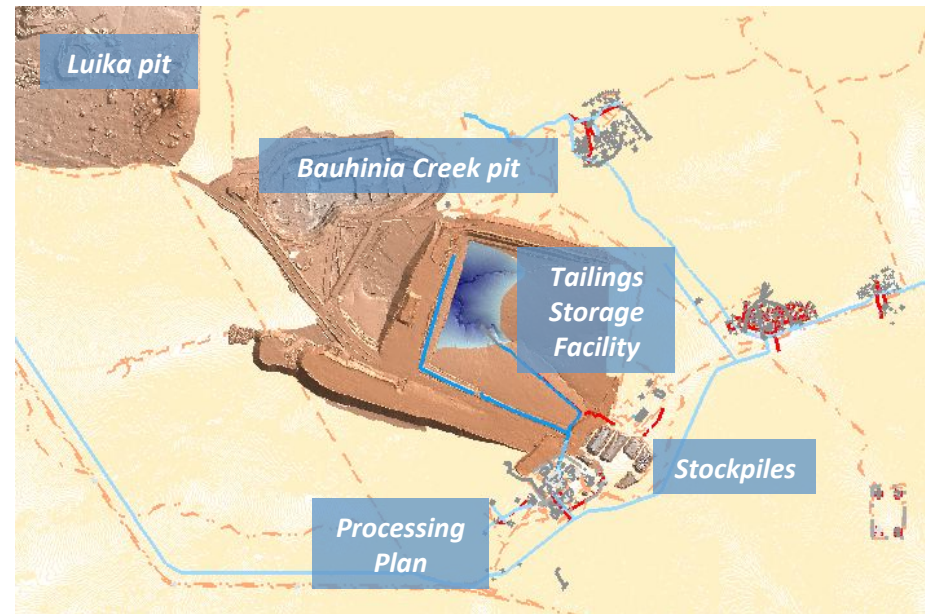 Luika pit
Bauhinia Creek pit
Tailings
Storage
Facility
Stockpiles
Processing
Plan